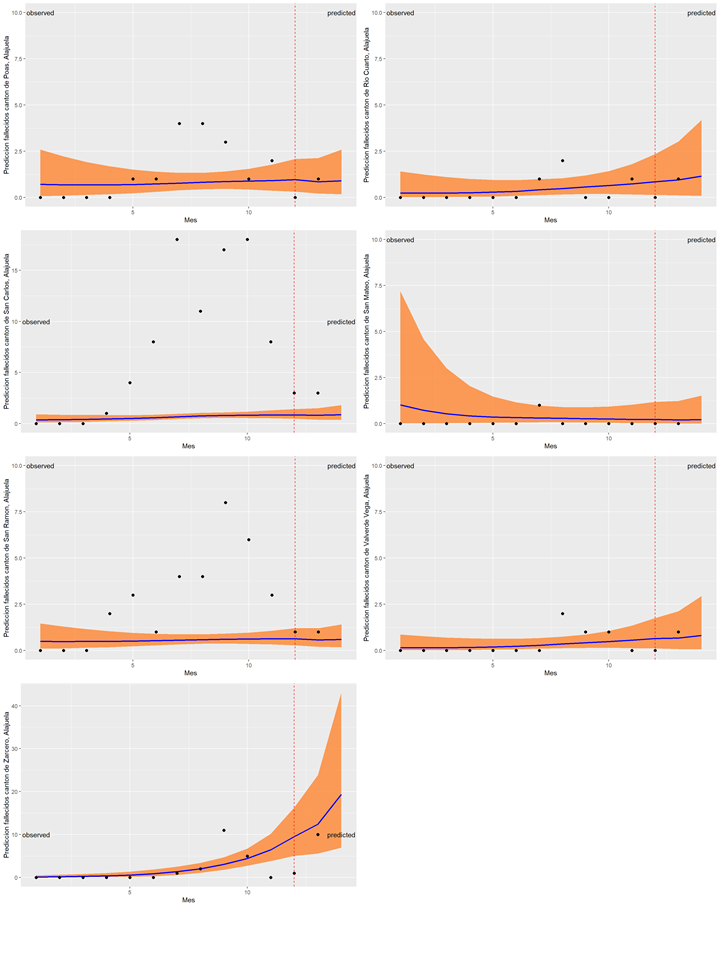 Prediccion fallecidos canton de Poas, Alajuela
10.0
7.5
5.0
2.5
0.0
observed
predicted
5
10
Mes
Prediccion fallecidos canton de Rio Cuarto, Alajuela
10.0
7.5
5.0
2.5
0.0
observed
predicted
5
10
Mes
Prediccion fallecidos canton de San Carlos, Alajuela
15
10
5
0
observed
predicted
5
10
Mes
Prediccion fallecidos canton de San Mateo, Alajuela
10.0
7.5
5.0
2.5
0.0
observed
predicted
5
10
Mes
Prediccion fallecidos canton de San Ramon, Alajuela
10.0
7.5
5.0
2.5
0.0
observed
predicted
5
10
Mes
Prediccion fallecidos canton de Valverde Vega, Alajuela
10.0
7.5
5.0
2.5
0.0
observed
predicted
5
10
Mes
Prediccion fallecidos canton de Zarcero, Alajuela
40
30
20
10
0
observed
predicted
5
10
Mes